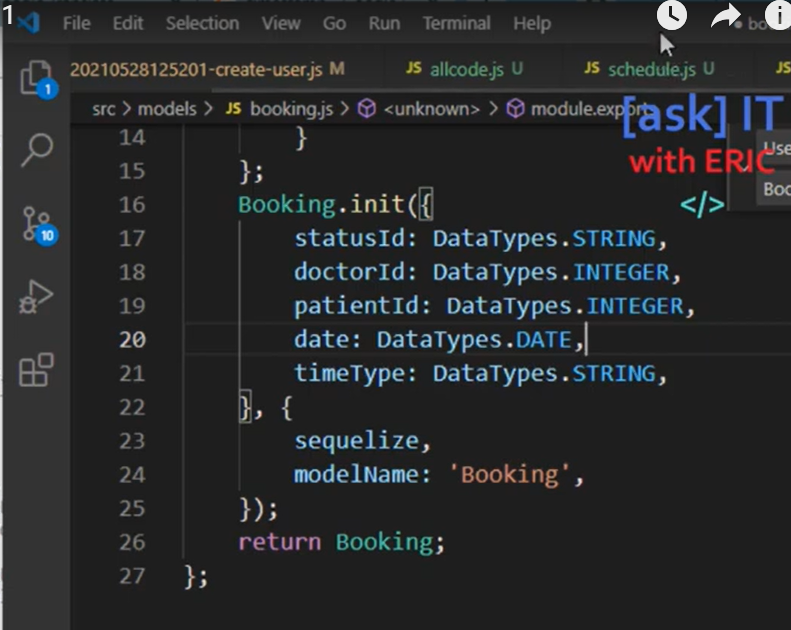 1
File Edit Selection View Go Run Terminal Help
20210528125201-create-user.js M JS allcode.js U JS schedule.js U JS
1
src > models > JS booking.js > <unknown> > module.exports
[ask] IT
with ERIC
</>
Use
Boo
14 }
15 };
16 Booking.init({
17 statusId: DataTypes.STRING,
18 doctorId: DataTypes.INTEGER,
19 patientId: DataTypes.INTEGER,
20 date: DataTypes.DATE,
21 timeType: DataTypes.STRING,
22 }, {
23 sequelize,
24 modelName: 'Booking',
25 });
26 return Booking;
27 };
10